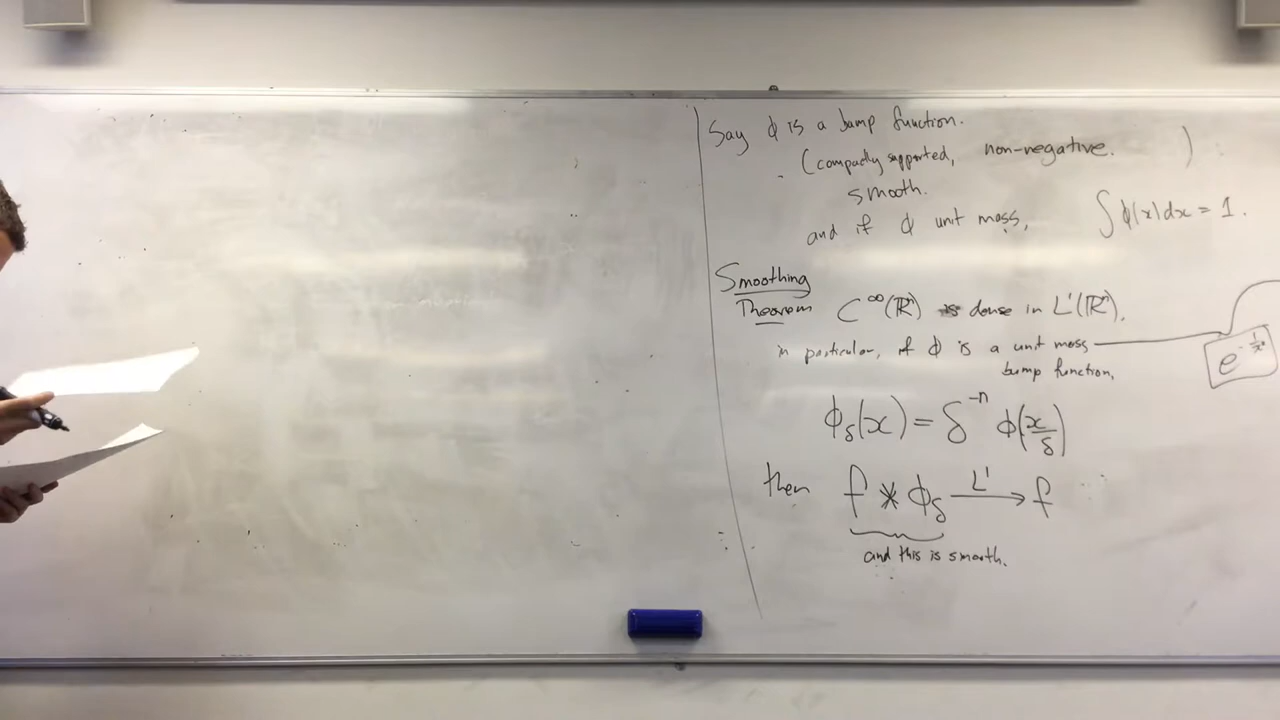 Say ϕ is a bump function.
(compactly supported, non-negative. )
smooth.
and if ϕ unit mass, ∫ϕ(x)dx = 1.
Smoothing
Theorem C^∞(ℝⁿ) is dense in L¹(ℝⁿ).
in particular, if ϕ is a unit mass
bump function,
ϕ_δ(x) = δ^{-n} ϕ(x/δ)
then f * ϕ_δ →^{L¹} f
and this is smooth.